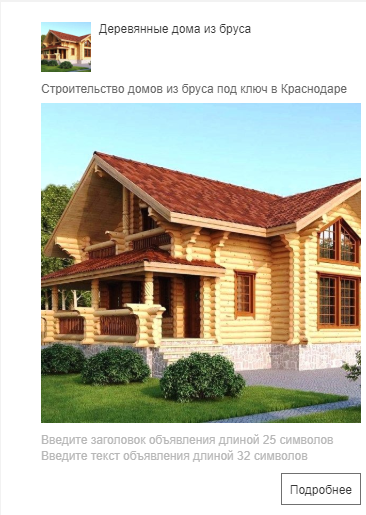 Деревянные дома из бруса
Строительство домов из бруса под ключ в Краснодаре
Введите заголовок объявления длиной 25 символов
Введите текст объявления длиной 32 символов
Подробнее